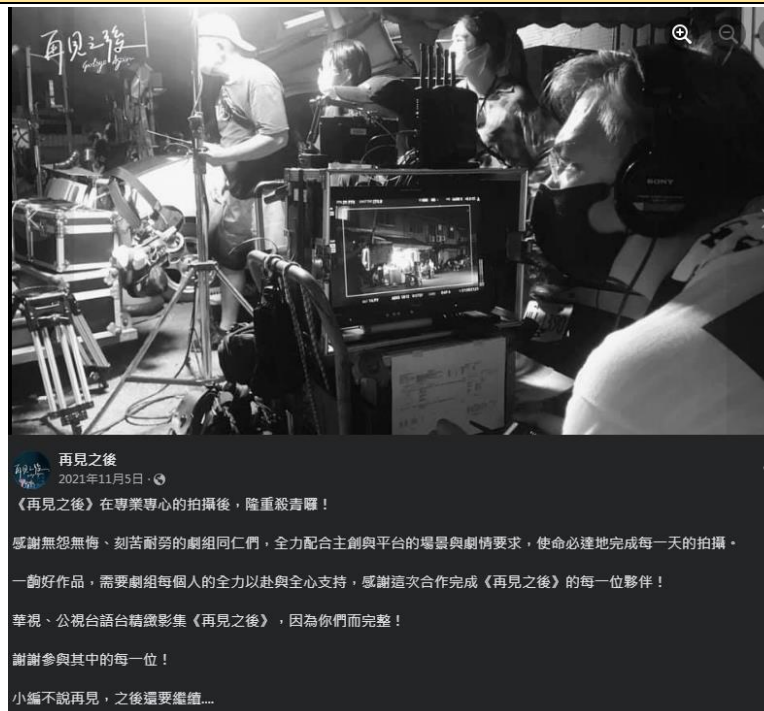 再見之後
Goodbye Again
SONY
再見之後
2021年11月5日
《再見之後》在專業專心的拍攝後，隆重殺青囉！
感謝無怨無悔、刻苦耐勞的劇組同仁們，全力配合主創與平台的場景與劇情要求，使命必達地完成每一天的拍攝。
一齣好作品，需要劇組每個人的全力以赴與全心支持，感謝這次合作完成《再見之後》的每一位夥伴！
華視、公視台語台精緻影集《再見之後》，因為你們而完整！
謝謝參與其中的每一位！
小編不說再見，之後還要繼續....